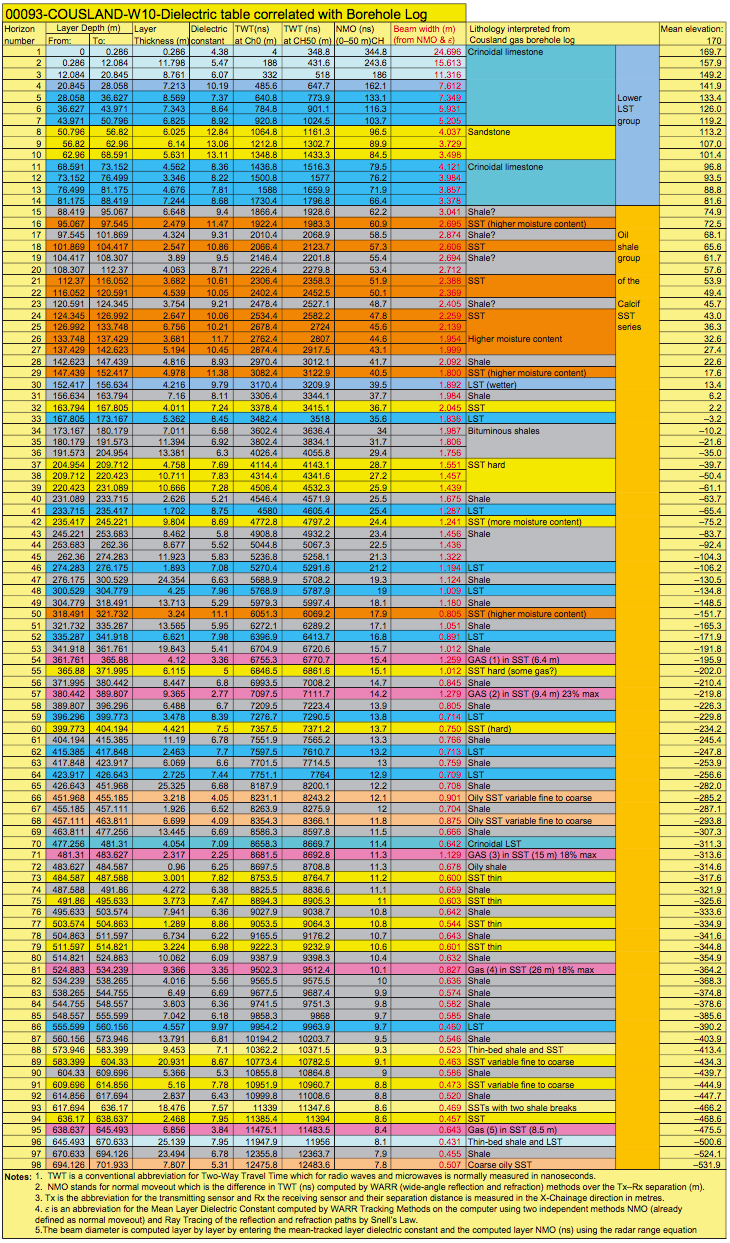 00093-COUSLAND-W10-Dielectric table correlated with Borehole Log
Horizon number Layer Depth (m) From: To: Layer Thickness (m) Dielectric constant TWT(ns) at Ch0 TWT(ns) at CH50 NMO (ns) (0–50 m)CH Beam width (m) (from NMO & ε) Lithology interpreted from Cousland gas borehole log Mean elevation: 170
1 0 0.286 0.286 4.38 4 348.8 344.8 24.696 Crinoidal limestone 169.7
2 0.286 12.084 11.798 5.47 188 431.6 243.6 15.613 157.9
3 12.084 20.845 8.761 6.07 332 518 186 11.316 149.2
4 20.845 28.058 7.213 10.19 485.6 647.7 162.1 7.612 141.9
5 28.058 36.627 8.569 7.37 640.8 773.9 133.1 7.349 Lower 133.4
6 36.627 43.971 7.343 8.64 784.8 901.1 116.3 5.931 LST 126.0
7 43.971 50.796 6.825 8.92 920.8 1024.5 103.7 5.205 group 119.2
8 50.796 56.82 6.025 12.84 1064.8 1161.3 96.5 4.037 Sandstone 113.2
9 56.82 62.96 6.14 13.06 1212.8 1302.7 89.9 3.729 107.0
10 62.96 68.591 5.631 13.11 1348.8 1433.3 84.5 3.498 101.4
11 68.591 73.152 4.562 8.36 1436.8 1516.3 79.5 4.121 Crinoidal limestone 96.8
12 73.152 76.499 3.346 8.22 1500.8 1577 76.2 3.984 93.5
13 76.499 81.175 4.676 7.81 1588 1659.9 71.9 3.857 88.8
14 81.175 88.419 7.244 8.68 1730.4 1796.8 66.4 3.378 81.6
15 88.419 95.067 6.648 9.4 1866.4 1928.6 62.2 3.041 Shale? 74.9
16 95.067 97.545 2.479 11.47 1922.4 1983.3 60.9 2.695 SST (higher moisture content) 72.5
17 97.545 101.869 4.324 9.31 2010.4 2068.9 58.5 2.874 Shale? Oil 68.1
18 101.869 104.417 2.547 10.86 2066.4 2123.7 57.3 2.606 SST shale 65.6
19 104.417 108.307 3.89 9.5 2146.4 2201.8 55.4 2.694 Shale? group 61.7
20 108.307 112.37 4.063 8.71 2226.4 2279.8 53.4 2.712 57.6
21 112.37 116.052 3.682 10.61 2306.4 2358.3 51.9 2.388 SST of the 53.9
22 116.052 120.591 4.539 10.05 2402.4 2452.5 50.1 2.369 49.4
23 120.591 124.345 3.754 9.21 2478.4 2527.1 48.7 2.405 Shale? Calcif 45.7
24 124.345 126.992 2.647 10.06 2534.4 2582.2 47.8 2.259 SST SST 43.0
25 126.992 133.748 6.756 10.21 2678.4 2724 45.6 2.139 series 36.3
26 133.748 137.429 3.681 11.7 2762.4 2807 44.6 1.954 Higher moisture content 32.6
27 137.429 142.623 5.194 10.45 2874.4 2917.5 43.1 1.999 27.4
28 142.623 147.439 4.816 8.93 2970.4 3012.1 41.7 2.092 Shale 22.6
29 147.439 152.417 4.978 11.38 3082.4 3122.9 40.5 1.800 SST (higher moisture content) 17.6
30 152.417 156.634 4.216 9.79 3170.4 3209.9 39.5 1.892 LST (wetter) 13.4
31 156.634 163.794 7.16 8.11 3306.4 3344.1 37.7 1.984 Shale 6.2
32 163.794 167.805 4.011 7.24 3378.4 3415.1 36.7 2.045 SST 2.2
33 167.805 173.167 5.362 8.45 3482.4 3518 35.6 1.836 LST –3.2
34 173.167 180.179 7.011 6.58 3602.4 3636.4 34 1.987 Bituminous shales –10.2
35 180.179 191.573 11.394 6.92 3802.4 3834.1 31.7 1.806 –21.6
36 191.573 204.954 13.381 6.3 4026.4 4055.8 29.4 1.756 –35.0
37 204.954 209.712 4.758 7.69 4114.4 4143.1 28.7 1.551 SST hard –39.7
38 209.712 220.423 10.711 7.83 4314.4 4341.6 27.2 1.457 –50.4
39 220.423 231.089 10.666 7.28 4506.4 4532.3 25.9 1.439 –61.1
40 231.089 233.715 2.626 5.21 4546.4 4571.9 25.5 1.675 Shale –63.7
41 233.715 235.417 1.702 8.75 4580 4605.4 25.4 1.287 LST –65.4
42 235.417 245.221 9.804 8.69 4772.8 4797.2 24.4 1.241 SST (more moisture content) –75.2
43 245.221 253.683 8.462 5.8 4908.8 4932.2 23.4 1.456 Shale –83.7
44 253.683 262.36 8.677 5.52 5044.8 5067.3 22.5 1.436 –92.4
45 262.36 274.283 11.923 5.83 5236.8 5258.1 21.3 1.322 –104.3
46 274.283 276.175 1.893 7.08 5270.4 5291.6 21.2 1.194 LST –106.2
47 276.175 300.529 24.354 6.63 5688.9 5708.2 19.3 1.124 Shale –130.5
48 300.529 304.779 4.25 7.96 5768.9 5787.9 19 1.009 LST –134.8
49 304.779 318.491 13.713 5.29 5979.3 5997.4 18.1 1.180 Shale –148.5
50 318.491 321.732 3.24 11.1 6051.3 6069.2 17.9 0.805 SST (higher moisture content) –151.7
51 321.732 335.287 13.565 5.95 6272.1 6289.2 17.1 1.051 Shale –165.3
52 335.287 341.918 6.621 7.98 6396.9 6413.7 16.8 0.891 LST –171.9
53 341.918 361.761 19.843 5.41 6704.9 6720.6 15.7 1.012 Shale –191.8
54 361.761 365.88 4.12 3.36 6755.3 6770.7 15.4 1.259 GAS (1) in SST (6.4 m) –195.9
55 365.88 371.995 6.115 5 6846.5 6861.6 15.1 1.012 SST hard (some gas?) –202.0
56 371.995 380.442 8.447 6.8 6993.5 7008.2 14.7 0.845 Shale –210.4
57 380.442 389.807 9.365 2.77 7097.5 7111.7 14.2 1.279 GAS (2) in SST (9.4 m) 23% max –219.8
58 389.807 396.296 6.488 6.7 7209.5 7223.4 13.9 0.805 Shale –226.3
59 396.296 399.773 3.478 8.39 7276.7 7290.5 13.8 0.714 LST –229.8
60 399.773 404.194 4.421 7.5 7357.5 7371.2 13.7 0.750 SST (hard) –234.2
61 404.194 415.385 11.19 6.78 7551.9 7565.2 13.3 0.766 Shale –245.4
62 415.385 417.848 2.463 7.7 7597.5 7610.7 13.2 0.713 LST –247.8
63 417.848 423.917 6.069 6.6 7701.5 7714.5 13 0.759 Shale –253.9
64 423.917 426.643 2.725 7.44 7751.1 7764 12.9 0.709 LST –256.6
65 426.643 451.968 25.325 6.68 8187.9 8200.1 12.2 0.708 Shale –282.0
66 451.968 455.185 3.218 4.05 8231.1 8243.2 12.1 0.901 Oily SST variable fine to coarse –285.2
67 455.185 457.111 1.926 6.52 8263.9 8275.9 12 0.704 Shale –287.1
68 457.111 463.811 6.699 4.09 8354.3 8366.1 11.8 0.875 Oily SST variable fine to coarse –293.8
69 463.811 477.256 13.445 6.69 8586.3 8597.8 11.5 0.666 Shale –307.3
70 477.256 481.31 4.054 7.09 8658.3 8669.7 11.4 0.642 Crinoidal LST –311.3
71 481.31 483.627 2.317 2.25 8681.5 8692.8 11.3 1.129 GAS (3) in SST (15 m) 18% max –313.6
72 483.627 484.587 0.96 6.25 8697.5 8708.8 11.3 0.678 Oily shale –314.6
73 484.587 487.588 3.001 7.82 8753.5 8764.7 11.2 0.600 SST thin –317.6
74 487.588 491.86 4.272 6.38 8825.5 8836.6 11.1 0.659 Shale –321.9
75 491.86 495.633 3.773 7.47 8894.3 8905.3 11 0.603 SST thin –325.6
76 495.633 503.574 7.941 6.36 9027.9 9038.7 10.8 0.642 Shale –333.6
77 503.574 504.863 1.289 8.86 9053.5 9064.3 10.8 0.544 SST thin –334.9
78 504.863 511.597 6.734 6.22 9165.5 9176.2 10.7 0.643 Shale –341.6
79 511.597 514.821 3.224 6.98 9222.3 9232.9 10.6 0.601 SST thin –344.8
80 514.821 524.883 10.062 6.09 9387.9 9398.3 10.4 0.632 Shale –354.9
81 524.883 534.239 9.366 3.35 9502.3 9512.4 10.1 0.827 Gas (4) in SST (26 m) 18% max –364.2
82 534.239 538.265 4.016 5.56 9565.5 9575.5 10 0.636 Shale –368.3
83 538.265 544.755 6.49 6.69 9677.5 9687.4 9.9 0.574 Shale –374.8
84 544.755 548.557 3.803 6.36 9741.5 9751.3 9.8 0.582 Shale –378.6
85 548.557 555.599 7.042 6.18 9858.3 9868 9.7 0.585 Shale –385.6
86 555.599 560.156 4.557 9.97 9954.2 9963.9 9.7 0.460 LST –390.2
87 560.156 573.946 13.791 6.81 10194.2 10203.7 9.5 0.546 Shale –403.9
88 573.946 583.399 9.453 7.1 10362.2 10371.5 9.3 0.523 Thin-bed shale and SST –413.4
89 583.399 604.33 20.931 8.67 10773.4 10782.5 9.1 0.463 SST variable fine to coarse –434.3
90 604.33 609.696 5.366 5.3 10855.8 10864.8 9 0.586 Shale –439.7
91 609.696 614.856 5.16 7.78 10951.9 10960.7 8.8 0.473 SST variable fine to coarse –444.9
92 614.856 617.694 2.837 6.43 10999.8 11008.6 8.8 0.520 Shale –447.7
93 617.694 636.17 18.476 7.57 11339 11347.6 8.6 0.469 SSTs with two shale breaks –466.2
94 636.17 638.637 2.468 7.95 11385.4 11394 8.6 0.457 SST –468.6
95 638.637 645.493 6.856 3.84 11475.1 11483.5 8.4 0.643 Gas (5) in SST (8.5 m) –475.5
96 645.493 670.633 25.139 7.95 11947.9 11956 8.1 0.431 Thin-bed shale and LST –500.6
97 670.633 694.126 23.494 6.78 12355.8 12363.7 7.9 0.455 Shale –524.1
98 694.126 701.933 7.807 5.31 12475.8 12483.6 7.8 0.507 Coarse oily SST –531.9
Notes: 1. TWT is a conventional abbreviation for Two-Way Travel Time which for radio waves and microwaves is normally measured in nanoseconds.
2. NMO stands for normal moveout which is the difference in TWT (ns) computed by WARR (wide-angle reflection and refraction) methods over the Tx–Rx separation (m).
3. Tx is the abbreviation for the transmitting sensor and Rx the receiving sensor and their separation distance is measured in the X-Chainage direction in metres.
4. ε is an abbreviation for the Mean Layer Dielectric Constant computed by WARR Tracking Methods on the computer using two independent methods NMO (already
defined as normal moveout) and Ray Tracing of the reflection and refraction paths by Snell's Law.
5.The beam diameter is computed layer by layer by entering the mean-tracked layer dielectric constant and the computed layer NMO (ns) using the radar range equation